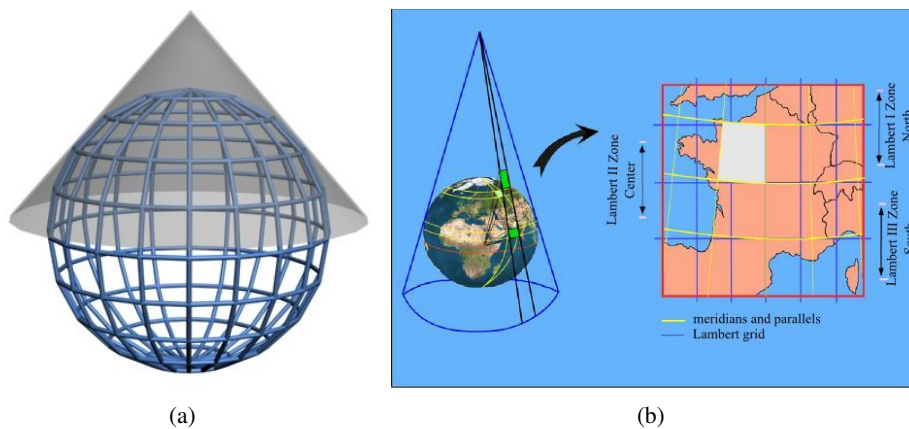 Lambert II Zone
Center
Lambert I Zone
North
Lambert III Zone
South
meridians and parallels
Lambert grid
(a)
(b)